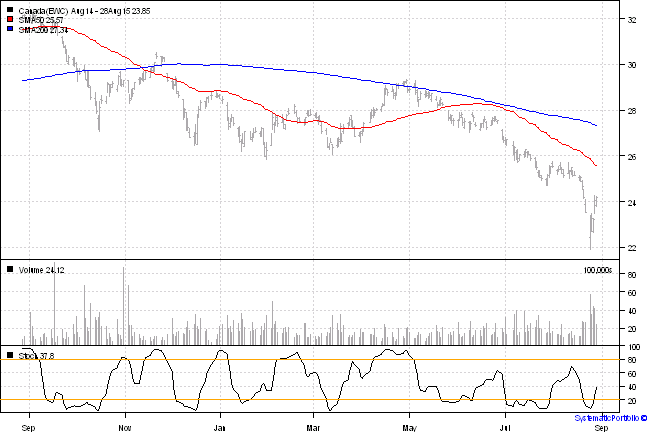 Canada(EWC) Aug14 - 28Aug15 23.85
SMA50 25.57
SMA200 27.34
32
30
28
26
24
22
Volume 24.12
100,000s
80
60
40
20
Stock 37.8
100
80
60
40
20
SystematicPortfolio ©
Sep Nov Jan Mar May Jul Sep